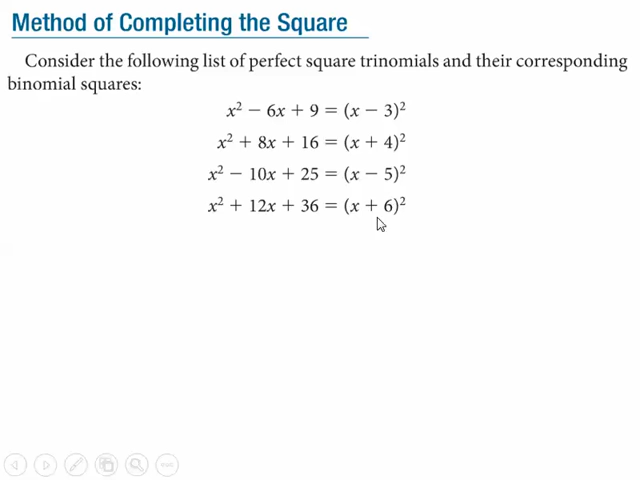 Method of Completing the Square
Consider the following list of perfect square trinomials and their corresponding
binomial squares:
x² − 6x + 9 = (x − 3)²
x² + 8x + 16 = (x + 4)²
x² − 10x + 25 = (x − 5)²
x² + 12x + 36 = (x + 6)²